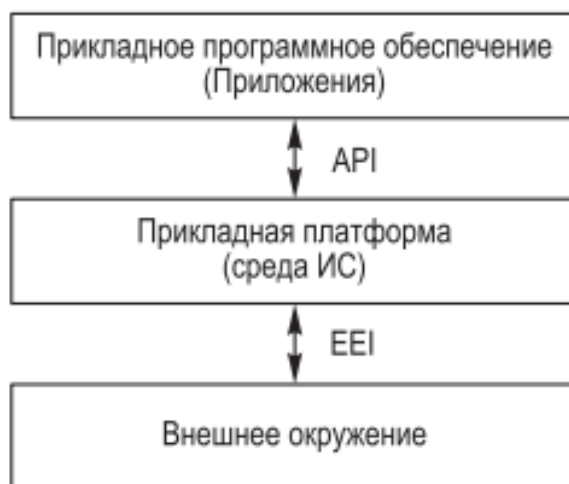 Прикладное программное обеспечение
(Приложения)
API
Прикладная платформа
(среда ИС)
EEI
Внешнее окружение